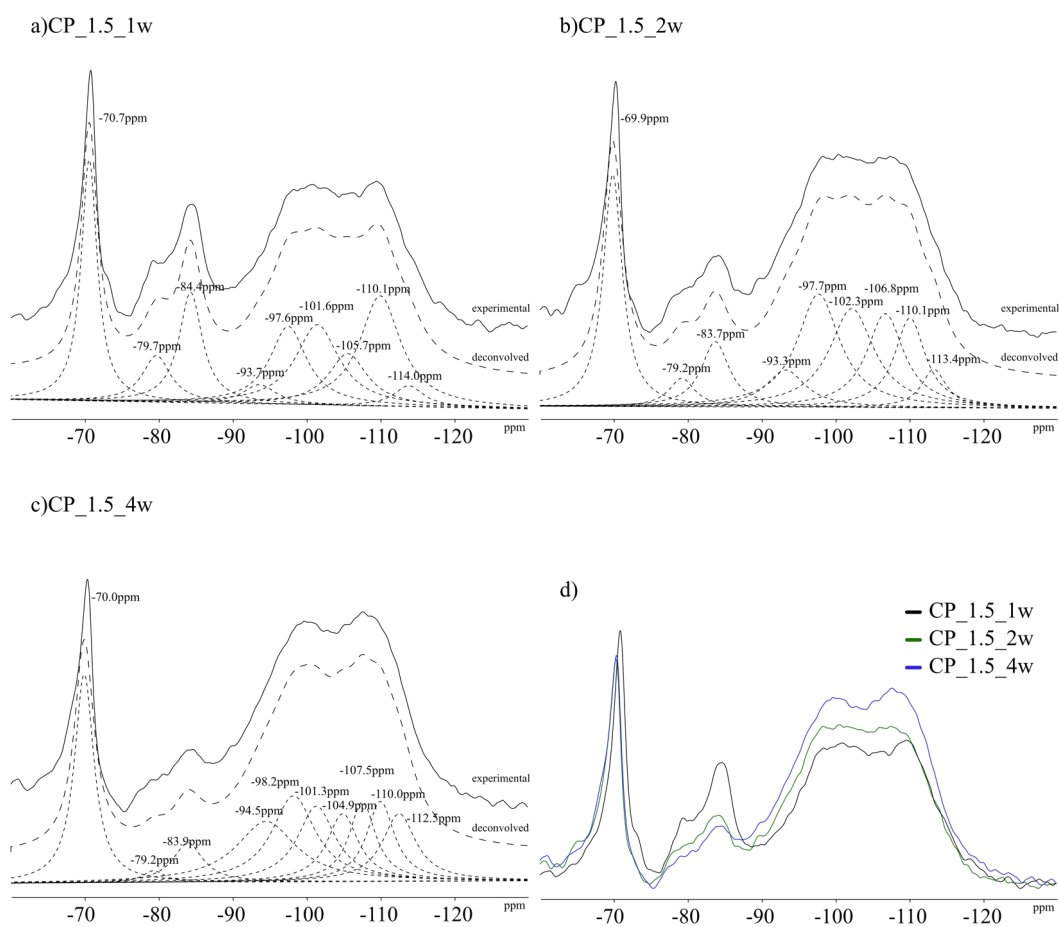 a)CP_1.5_1w
-70.7ppm
-84.4ppm
-79.7ppm
-93.7ppm
-97.6ppm
-101.6ppm
-105.7ppm
-110.1ppm
-114.0ppm
experimental
deconvolved
-70 -80 -90 -100 -110 -120 ppm
b)CP_1.5_2w
-69.9ppm
-79.2ppm
-83.7ppm
-93.3ppm
-97.7ppm
-102.3ppm
-106.8ppm
-110.1ppm
-113.4ppm
experimental
deconvolved
-70 -80 -90 -100 -110 -120 ppm
c)CP_1.5_4w
-70.0ppm
-79.2ppm
-83.9ppm
-94.5ppm
-98.2ppm
-101.3ppm
-104.9ppm
-107.5ppm
-110.0ppm
-112.5ppm
experimental
deconvolved
-70 -80 -90 -100 -110 -120 ppm
d)
CP_1.5_1w
CP_1.5_2w
CP_1.5_4w
-70 -80 -90 -100 -110 -120 ppm